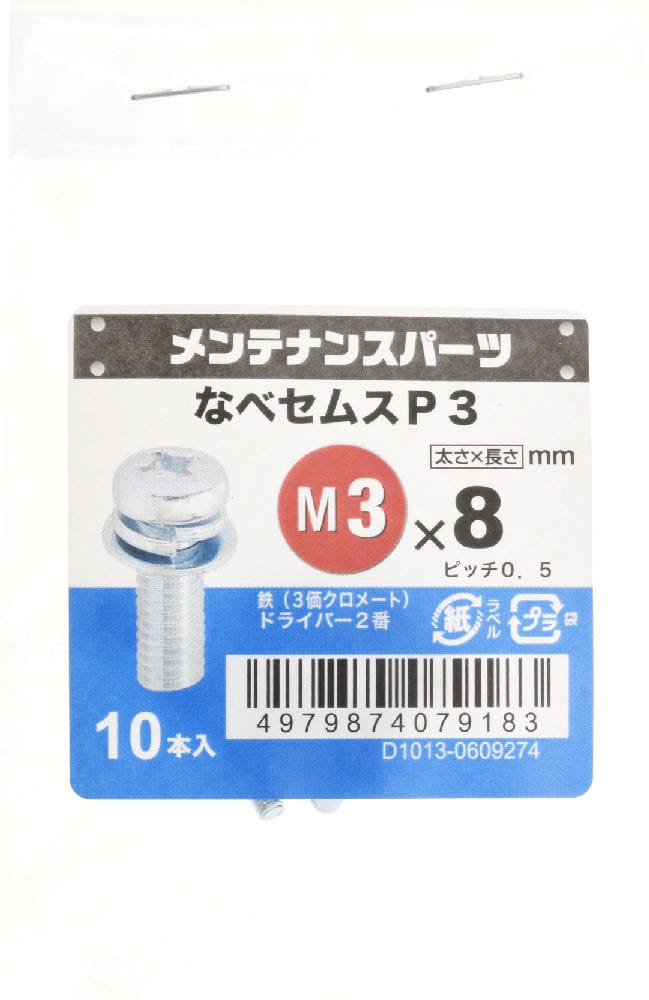 メンテナンスパーツ
なべセムスP3
太さ×長さ mm
M3×8
ピッチ0.5
鉄(3価クロメート)
ドライバー2番
紙 ラベル プラ 袋
10本入
4979874079183
D1013-0609274